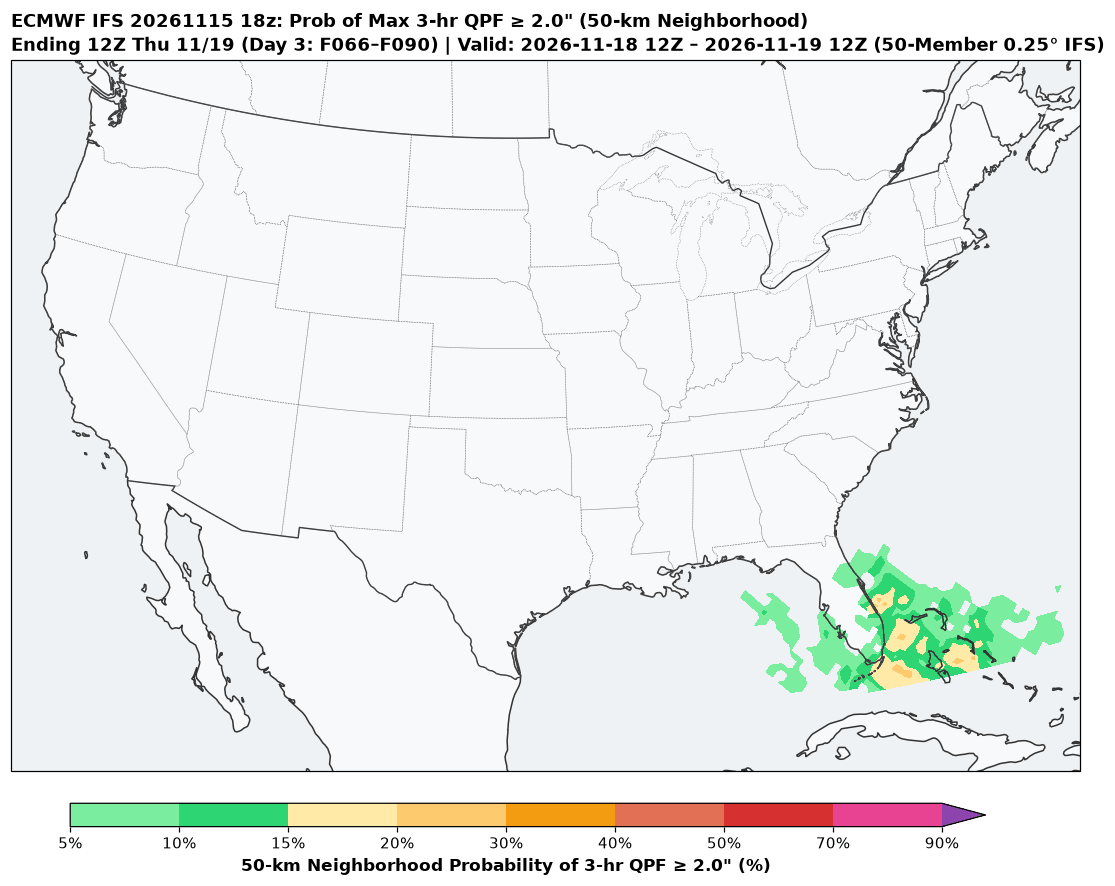 ECMWF IFS 20261115 18z: Prob of Max 3-hr QPF ≥ 2.0" (50-km Neighborhood)
Ending 12Z Thu 11/19 (Day 3: F066–F090) | Valid: 2026-11-18 12Z – 2026-11-19 12Z (50-Member 0.25° IFS)
5% 10% 15% 20% 30% 40% 50% 70% 90%
50-km Neighborhood Probability of 3-hr QPF ≥ 2.0" (%)